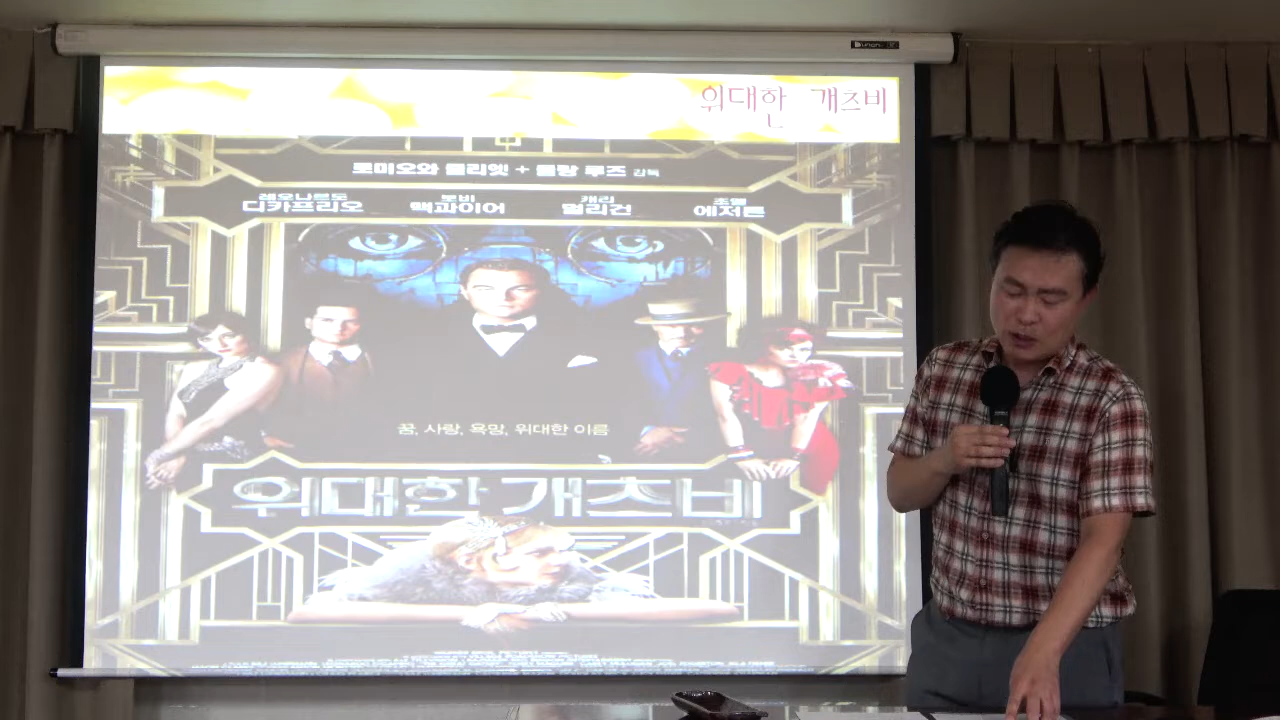 위대한 개츠비
로미오와 줄리엣 + 물랑 루즈 감독
레오나르도 토비 캐리 조엘
디카프리오 맥과이어 멀리건 에저튼
꿈, 사랑, 욕망, 위대한 이름
위대한 개츠비